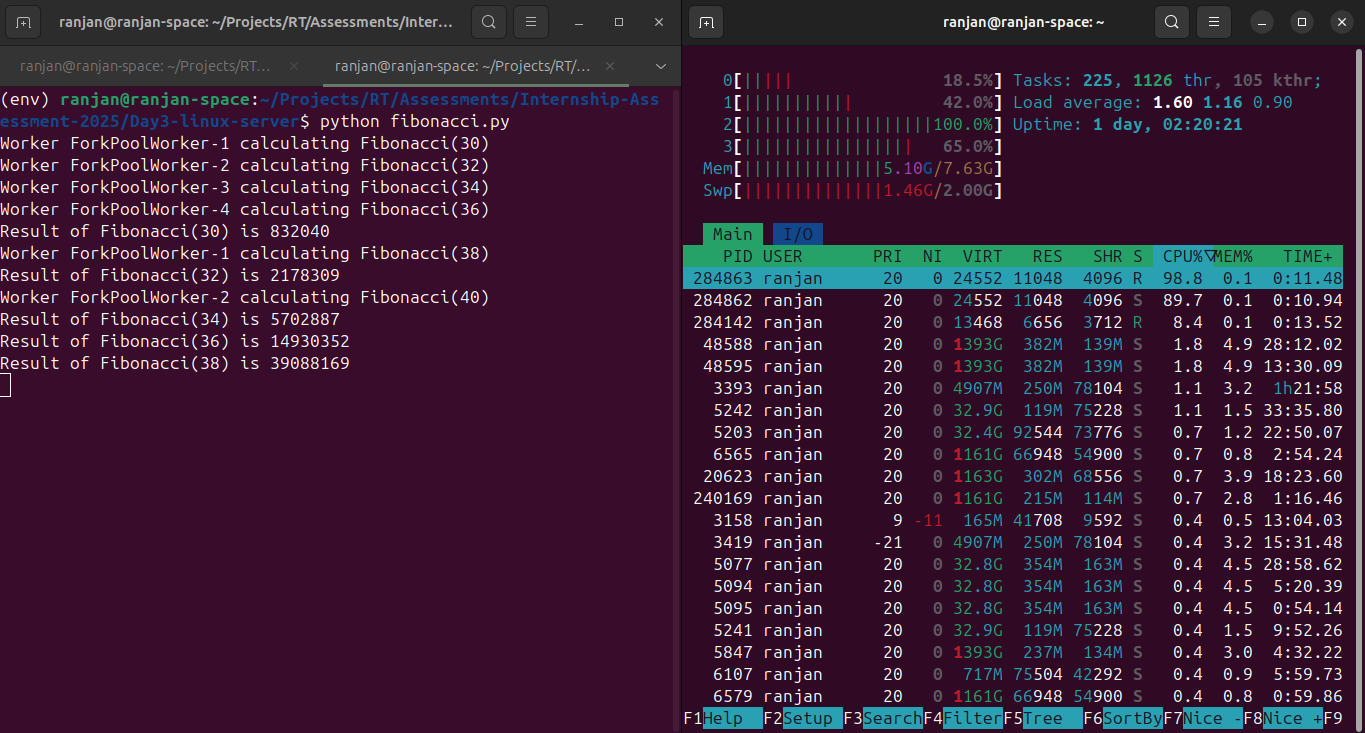 ranjan@ranjan-space: ~/Projects/RT/Assessments/Inter...
ranjan@ranjan-space: ~/Projects/RT...
ranjan@ranjan-space: ~/Projects/RT/...
(env) ranjan@ranjan-space:~/Projects/RT/Assessments/Internship-Ass
essment-2025/Day3-linux-server$ python fibonacci.py
Worker ForkPoolWorker-1 calculating Fibonacci(30)
Worker ForkPoolWorker-2 calculating Fibonacci(32)
Worker ForkPoolWorker-3 calculating Fibonacci(34)
Worker ForkPoolWorker-4 calculating Fibonacci(36)
Result of Fibonacci(30) is 832040
Worker ForkPoolWorker-1 calculating Fibonacci(38)
Result of Fibonacci(32) is 2178309
Worker ForkPoolWorker-2 calculating Fibonacci(40)
Result of Fibonacci(34) is 5702887
Result of Fibonacci(36) is 14930352
Result of Fibonacci(38) is 39088169
ranjan@ranjan-space: ~
0[||||| 18.5%] Tasks: 225, 1126 thr, 105 kthr;
1[||||||||||| 42.0%] Load average: 1.60 1.16 0.90
2[|||||||||||||||||||100.0%] Uptime: 1 day, 02:20:21
3[||||||||||||||||| 65.0%]
Mem[||||||||||||||5.10G/7.63G]
Swp[||||||||||||||1.46G/2.00G]
Main I/O
PID USER PRI NI VIRT RES SHR S CPU%▽MEM% TIME+
284863 ranjan 20 0 24552 11048 4096 R 98.8 0.1 0:11.48
284862 ranjan 20 0 24552 11048 4096 S 89.7 0.1 0:10.94
284142 ranjan 20 0 13468 6656 3712 R 8.4 0.1 0:13.52
48588 ranjan 20 0 1393G 382M 139M S 1.8 4.9 28:12.02
48595 ranjan 20 0 1393G 382M 139M S 1.8 4.9 13:30.09
3393 ranjan 20 0 4907M 250M 78104 S 1.1 3.2 1h21:58
5242 ranjan 20 0 32.9G 119M 75228 S 1.1 1.5 33:35.80
5203 ranjan 20 0 32.4G 92544 73776 S 0.7 1.2 22:50.07
6565 ranjan 20 0 1161G 66948 54900 S 0.7 0.8 2:54.24
20623 ranjan 20 0 1163G 302M 68556 S 0.7 3.9 18:23.60
240169 ranjan 20 0 1161G 215M 114M S 0.7 2.8 1:16.46
3158 ranjan 9 -11 165M 41708 9592 S 0.4 0.5 13:04.03
3419 ranjan -21 0 4907M 250M 78104 S 0.4 3.2 15:31.48
5077 ranjan 20 0 32.8G 354M 163M S 0.4 4.5 28:58.62
5094 ranjan 20 0 32.8G 354M 163M S 0.4 4.5 5:20.39
5095 ranjan 20 0 32.8G 354M 163M S 0.4 4.5 0:54.14
5241 ranjan 20 0 32.9G 119M 75228 S 0.4 1.5 9:52.26
5847 ranjan 20 0 1393G 237M 134M S 0.4 3.0 4:32.22
6107 ranjan 20 0 717M 75504 42292 S 0.4 0.9 5:59.73
6579 ranjan 20 0 1161G 66948 54900 S 0.4 0.8 0:59.86
F1Help F2Setup F3SearchF4FilterF5Tree F6SortByF7Nice -F8Nice +F9